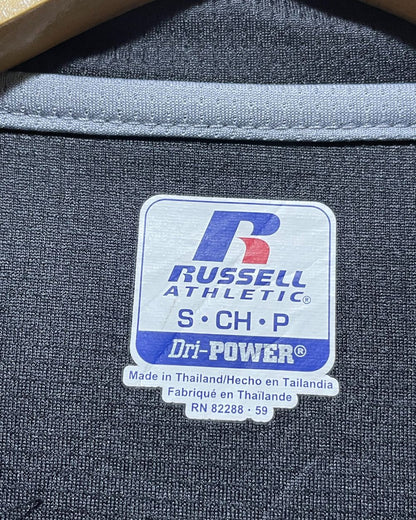 R
RUSSELL
ATHLETIC®
S • CH • P
Dri-POWER®
Made in Thailand/Hecho en Tailandia
Fabriqué en Thaïlande
RN 82288 • 59